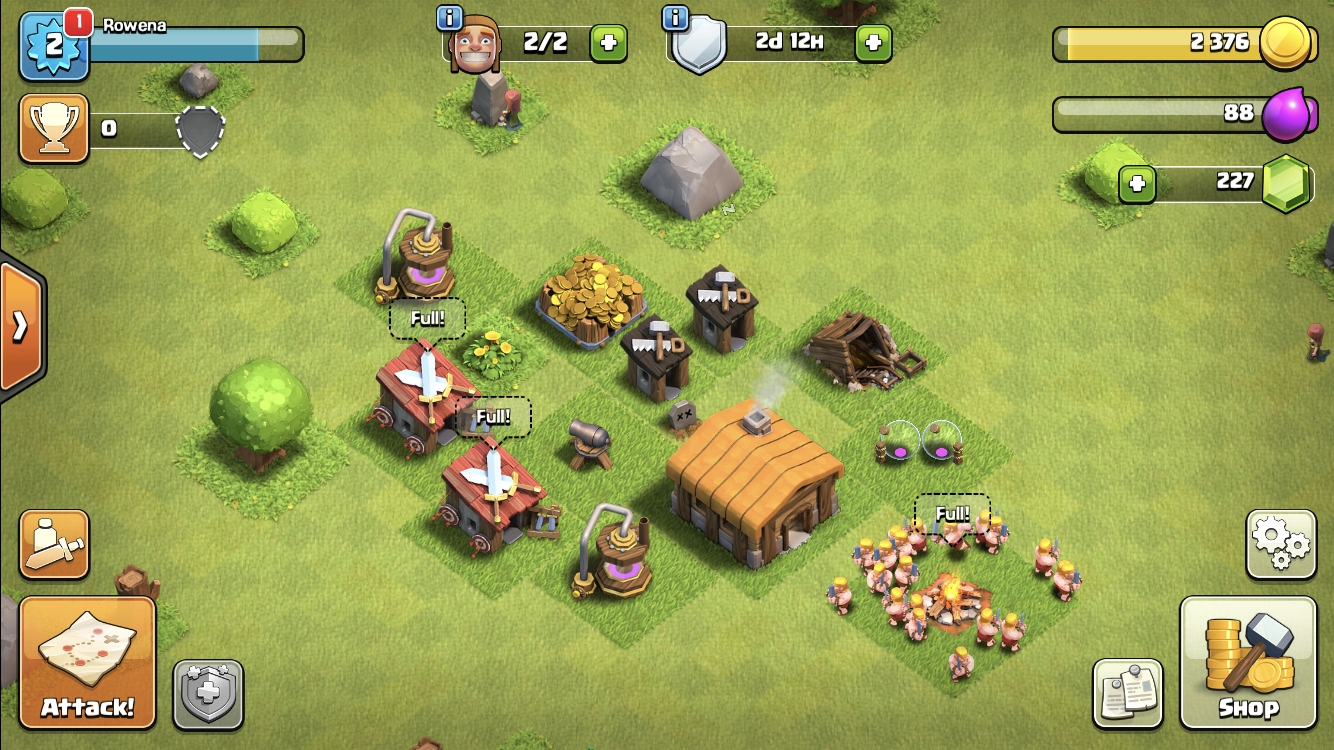 1
2
Rowena
2/2
2d 12H
2 376
0
88
227
Full!
Full!
Full!
Attack!
Shop